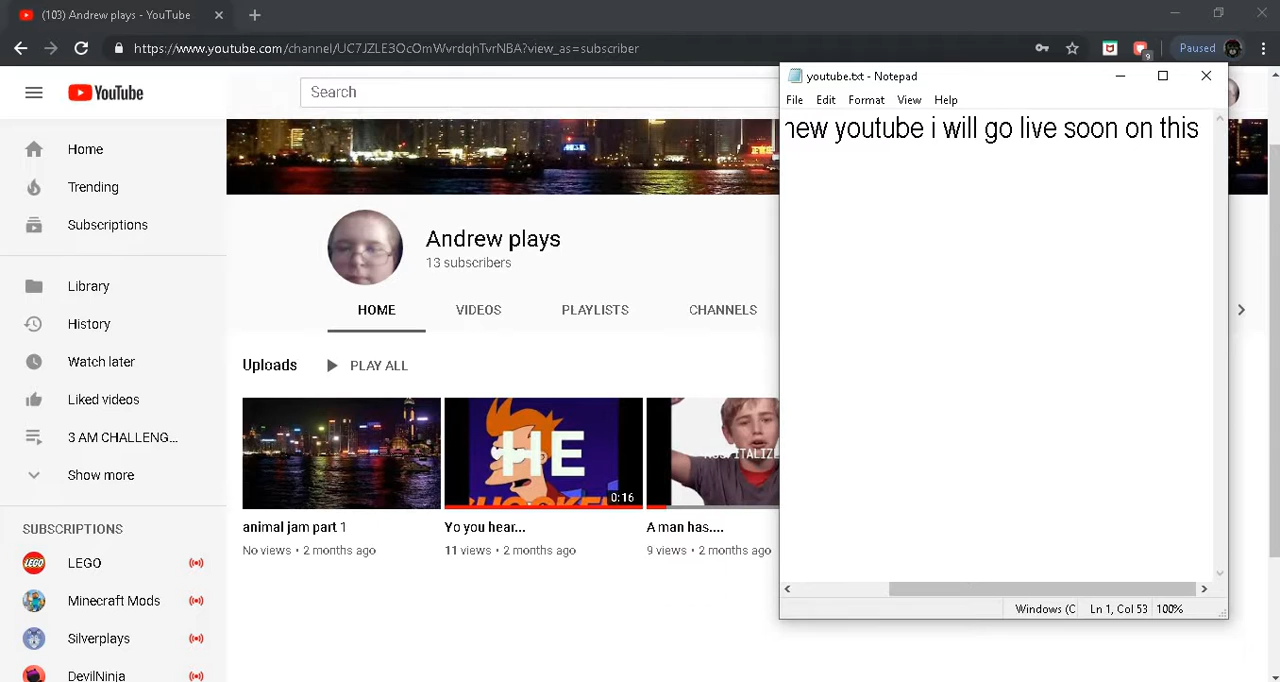 (103) Andrew plays - YouTube
https://www.youtube.com/channel/UC7JZLE3OcOmWvrdqhTvrNBA?view_as=subscriber
9
Paused
YouTube
Search
Home
Trending
Subscriptions
Library
History
Watch later
Liked videos
3 AM CHALLENG...
Show more
SUBSCRIPTIONS
LEGO
Minecraft Mods
Silverplays
DevilNinja
Andrew plays
13 subscribers
HOME VIDEOS PLAYLISTS CHANNELS
Uploads PLAY ALL
HE
0:16
animal jam part 1
No views • 2 months ago
Yo you hear...
11 views • 2 months ago
A man has....
9 views • 2 months ago
youtube.txt - Notepad
File Edit Format View Help
new youtube i will go live soon on this
Windows (C Ln 1, Col 53 100%